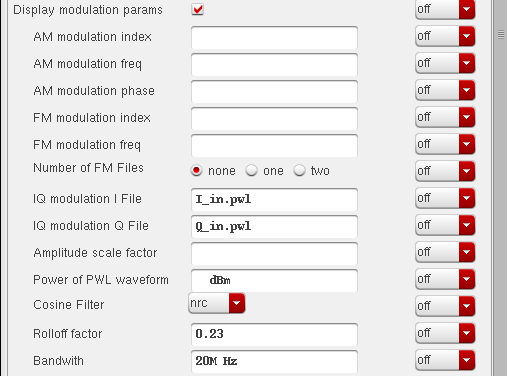 Display modulation params off
AM modulation index off
AM modulation freq off
AM modulation phase off
FM modulation index off
FM modulation freq off
Number of FM Files none one two off
IQ modulation I File I_in.pwl off
IQ modulation Q File Q_in.pwl off
Amplitude scale factor off
Power of PWL waveform dBm off
Cosine Filter nrc off
Rolloff factor 0.23 off
Bandwith 20M Hz off